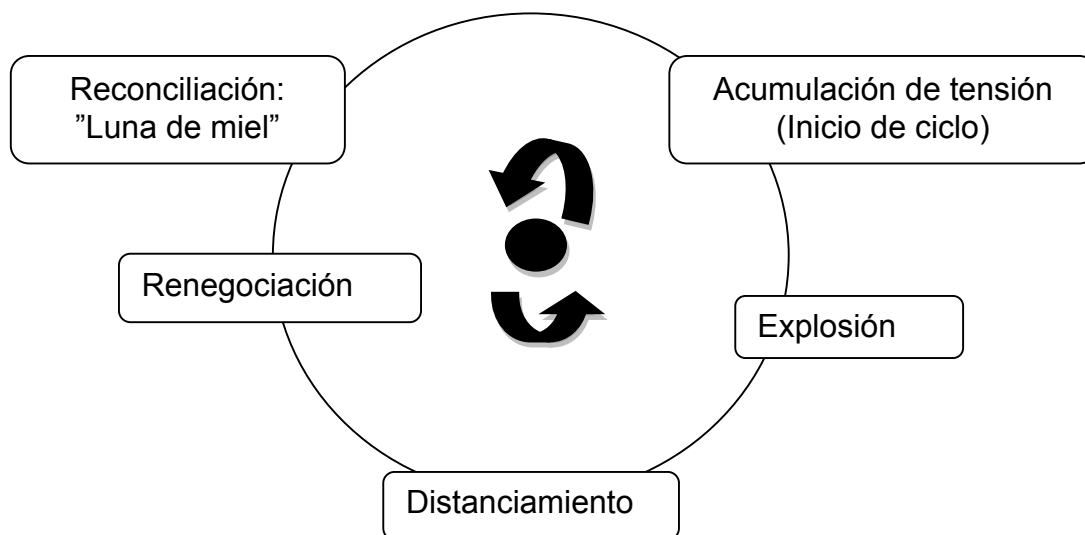 Reconciliación:
”Luna de miel”
Acumulación de tensión
(Inicio de ciclo)
Renegociación
Explosión
Distanciamiento